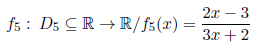 f₅ : D₅ ⊆ ℝ → ℝ/f₅(x) = (2x − 3)/(3x + 2)